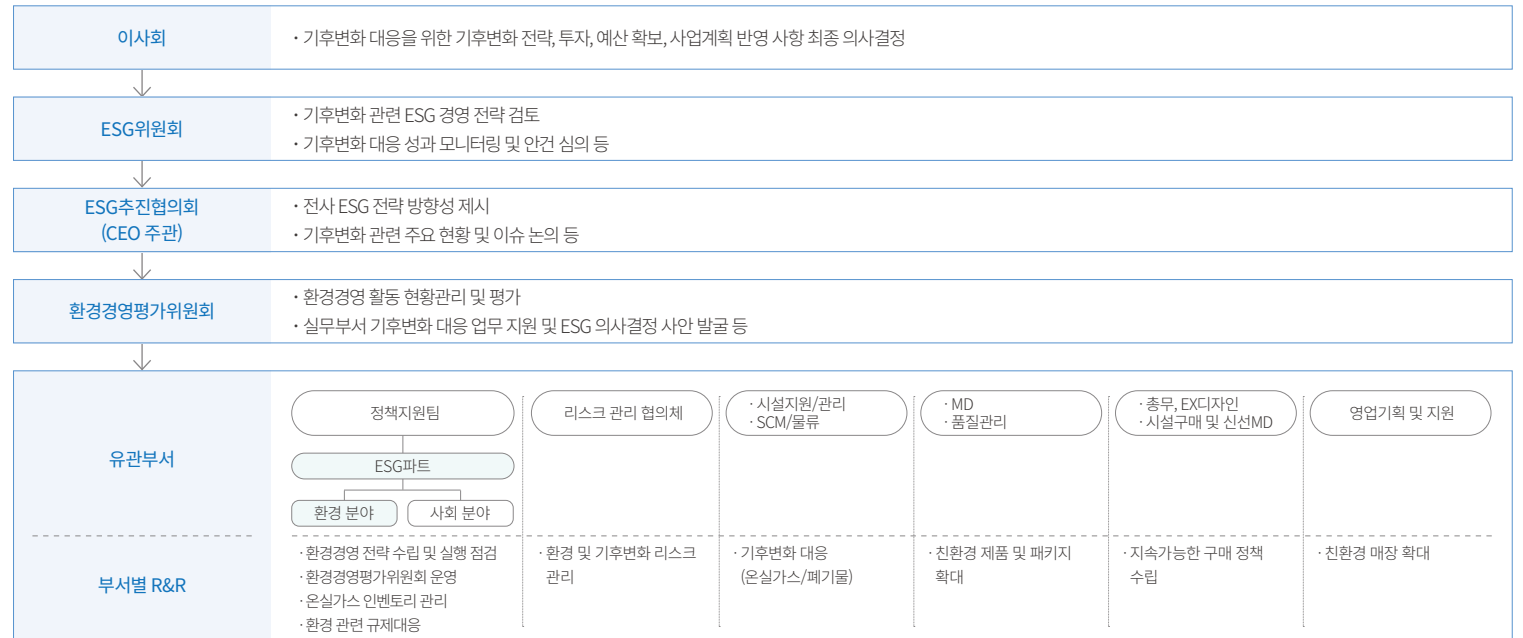 이사회
· 기후변화 대응을 위한 기후변화 전략, 투자, 예산 확보, 사업계획 반영 사항 최종 의사결정
ESG위원회
· 기후변화 관련 ESG 경영 전략 검토
· 기후변화 대응 성과 모니터링 및 안건 심의 등
ESG추진협의회
(CEO 주관)
· 전사 ESG 전략 방향성 제시
· 기후변화 관련 주요 현황 및 이슈 논의 등
환경경영평가위원회
· 환경경영 활동 현황관리 및 평가
· 실무부서 기후변화 대응 업무 지원 및 ESG 의사결정 사안 발굴 등
유관부서
정책지원팀
ESG파트
환경 분야
사회 분야
리스크 관리 협의체
· 시설지원/관리
· SCM/물류
· MD
· 품질관리
· 총무, EX디자인
· 시설구매 및 신선MD
영업기획 및 지원
부서별 R&R
· 환경경영 전략 수립 및 실행 점검
· 환경경영평가위원회 운영
· 온실가스 인벤토리 관리
· 환경 관련 규제대응
· 환경 및 기후변화 리스크
관리
· 기후변화 대응
(온실가스/폐기물)
· 친환경 제품 및 패키지
확대
· 지속가능한 구매 정책
수립
· 친환경 매장 확대